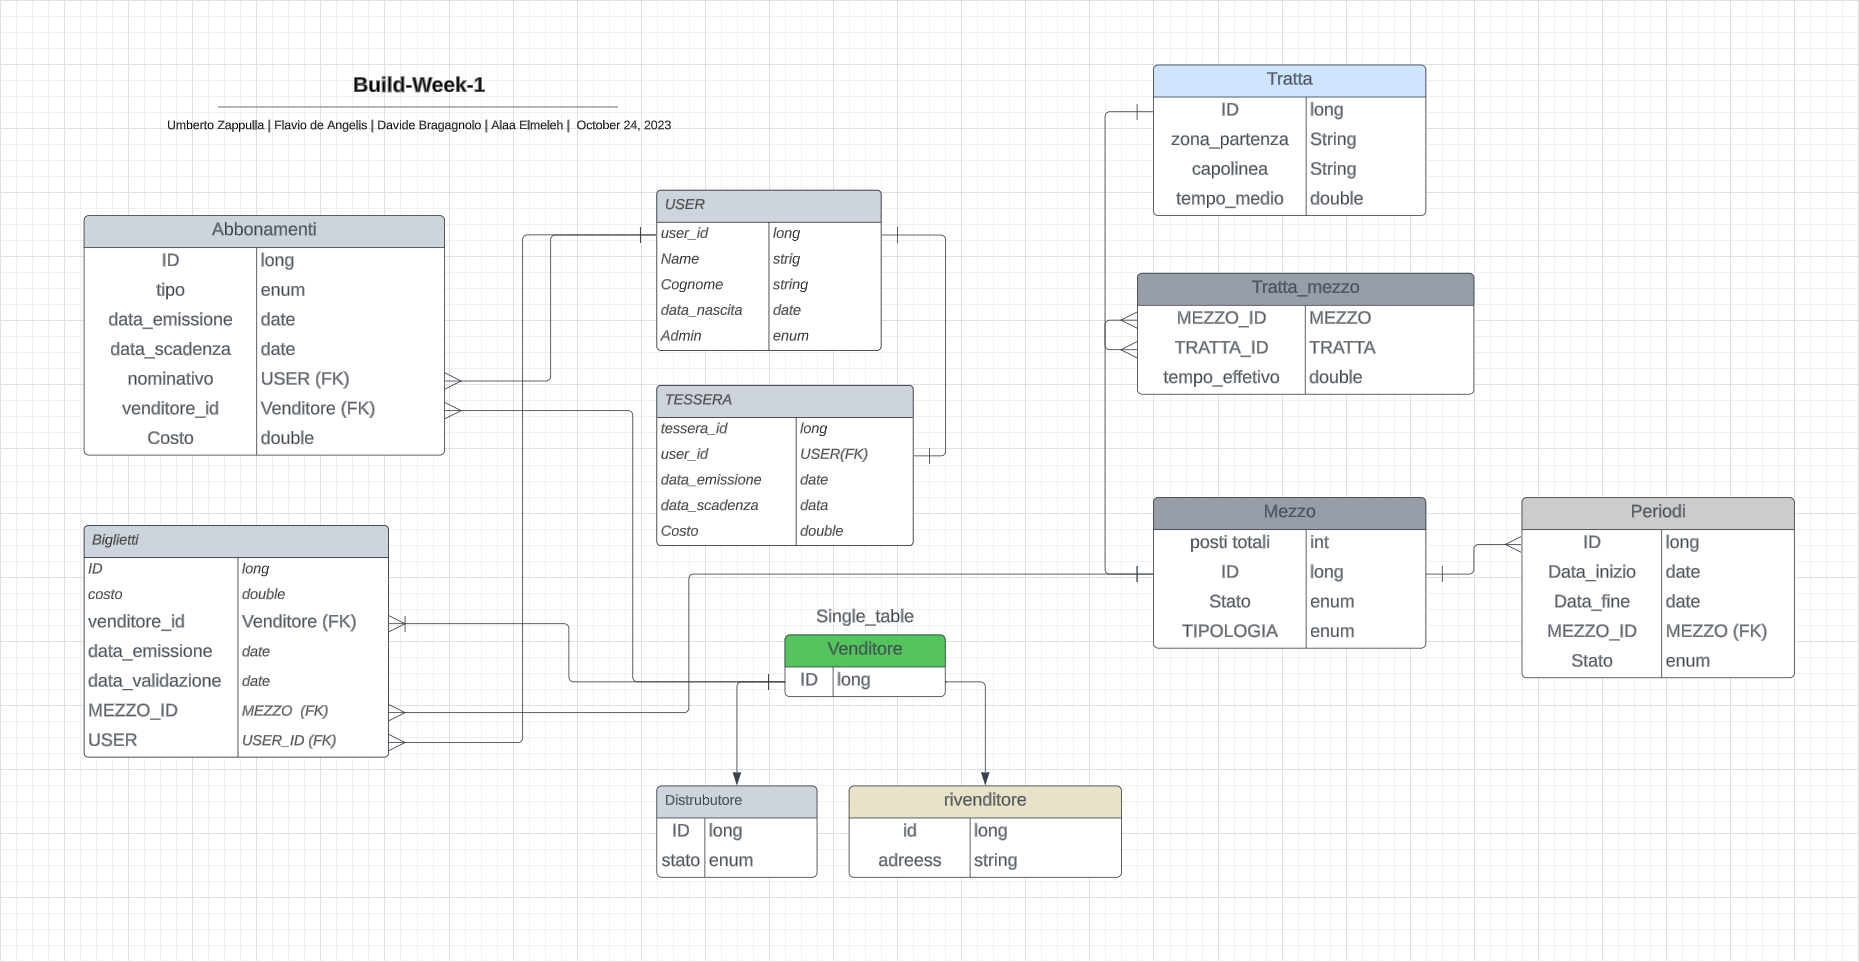 Build-Week-1
Umberto Zappulla | Flavio de Angelis | Davide Bragagnolo | Alaa Elmeleh | October 24, 2023
Abbonamenti
ID long
tipo enum
data_emissione date
data_scadenza date
nominativo USER (FK)
venditore_id Venditore (FK)
Costo double
Biglietti
ID long
costo double
venditore_id Venditore (FK)
data_emissione date
data_validazione date
MEZZO_ID MEZZO (FK)
USER USER_ID (FK)
USER
user_id long
Name strig
Cognome string
data_nascita date
Admin enum
TESSERA
tessera_id long
user_id USER(FK)
data_emissione date
data_scadenza data
Costo double
Single_table
Venditore
ID long
Distrubutore
ID long
stato enum
rivenditore
id long
adreess string
Tratta
ID long
zona_partenza String
capolinea String
tempo_medio double
Tratta_mezzo
MEZZO_ID MEZZO
TRATTA_ID TRATTA
tempo_effetivo double
Mezzo
posti totali int
ID long
Stato enum
TIPOLOGIA enum
Periodi
ID long
Data_inizio date
Data_fine date
MEZZO_ID MEZZO (FK)
Stato enum